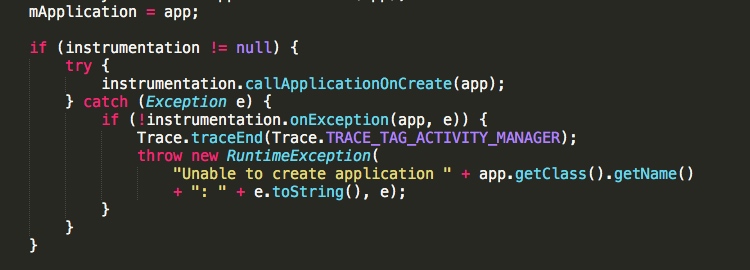 mApplication = app;
if (instrumentation != null) {
try {
instrumentation.callApplicationOnCreate(app);
} catch (Exception e) {
if (!instrumentation.onException(app, e)) {
Trace.traceEnd(Trace.TRACE_TAG_ACTIVITY_MANAGER);
throw new RuntimeException(
"Unable to create application " + app.getClass().getName()
+ ": " + e.toString(), e);
}
}
}